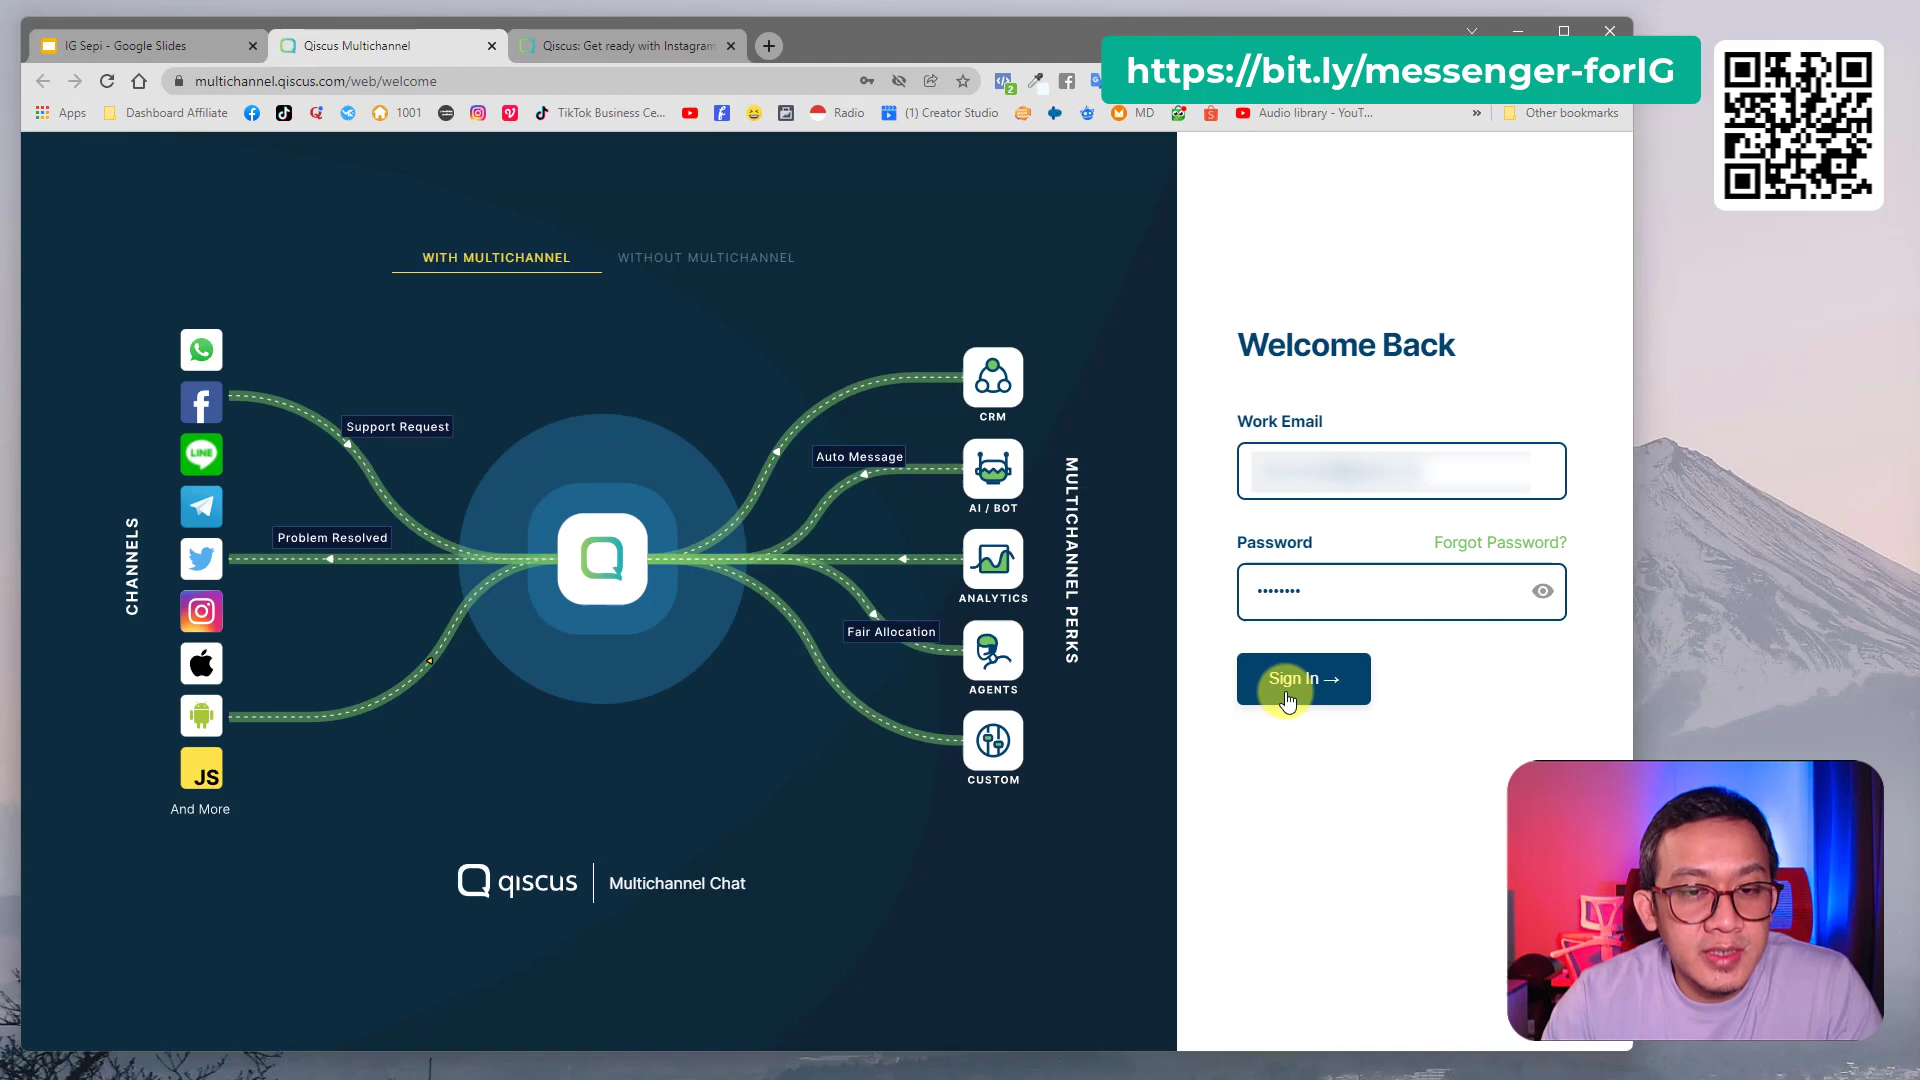 IG Sepi - Google Slides
Qiscus Multichannel
Qiscus: Get ready with Instagram
https://bit.ly/messenger-forIG
multichannel.qiscus.com/web/welcome
2
Apps
Dashboard Affiliate
1001
TikTok Business Ce...
Radio
(1) Creator Studio
MD
Audio library - YouT...
»
Other bookmarks
WITH MULTICHANNEL
WITHOUT MULTICHANNEL
CHANNELS
LINE
JS
And More
Support Request
Problem Resolved
Auto Message
Fair Allocation
CRM
AI / BOT
ANALYTICS
AGENTS
CUSTOM
MULTICHANNEL PERKS
qiscus
Multichannel Chat
Welcome Back
Work Email
Password
Forgot Password?
••••••••
Sign In →